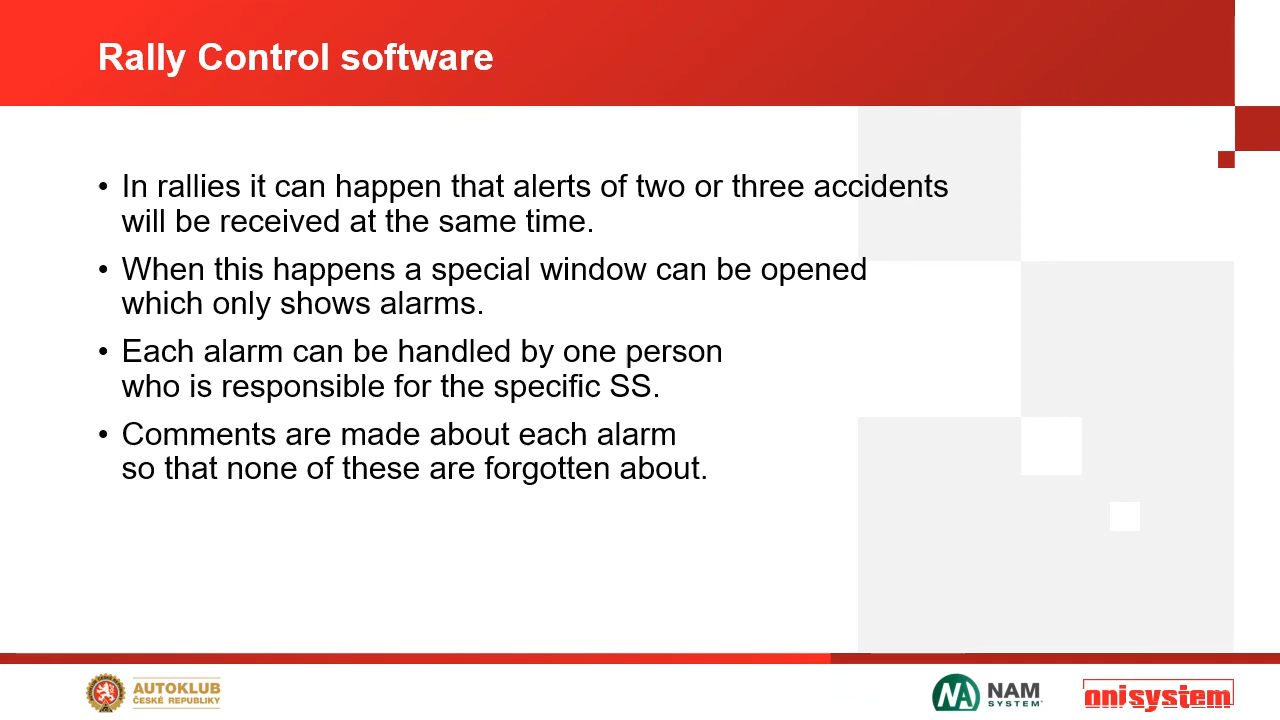 Rally Control software
• In rallies it can happen that alerts of two or three accidents
will be received at the same time.
• When this happens a special window can be opened
which only shows alarms.
• Each alarm can be handled by one person
who is responsible for the specific SS.
• Comments are made about each alarm
so that none of these are forgotten about.
AUTOKLUB
ČESKÉ REPUBLIKY
NAM
SYSTEM
onisystem